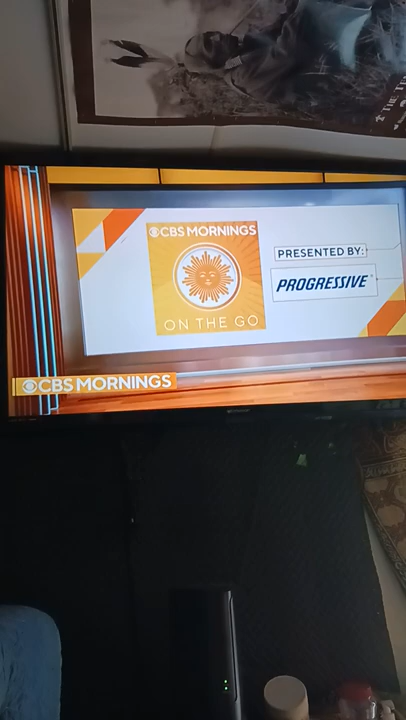 CBS MORNINGS
ON THE GO
PRESENTED BY:
PROGRESSIVE
CBS MORNINGS